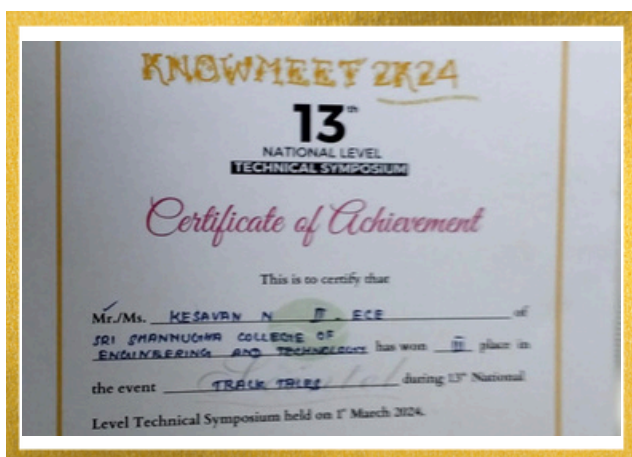 KNOWMEET 2K24
13th
NATIONAL LEVEL
TECHNICAL SYMPOSIUM
Certificate of Achievement
This is to certify that
Mr./Ms. KESAVAN N ECE of
SRI SHANMUGHA COLLEGE OF
ENGINEERING AND TECHNOLOGY has won place in
the event TRACK TALES during 13th National
Level Technical Symposium held on 1st March 2024.